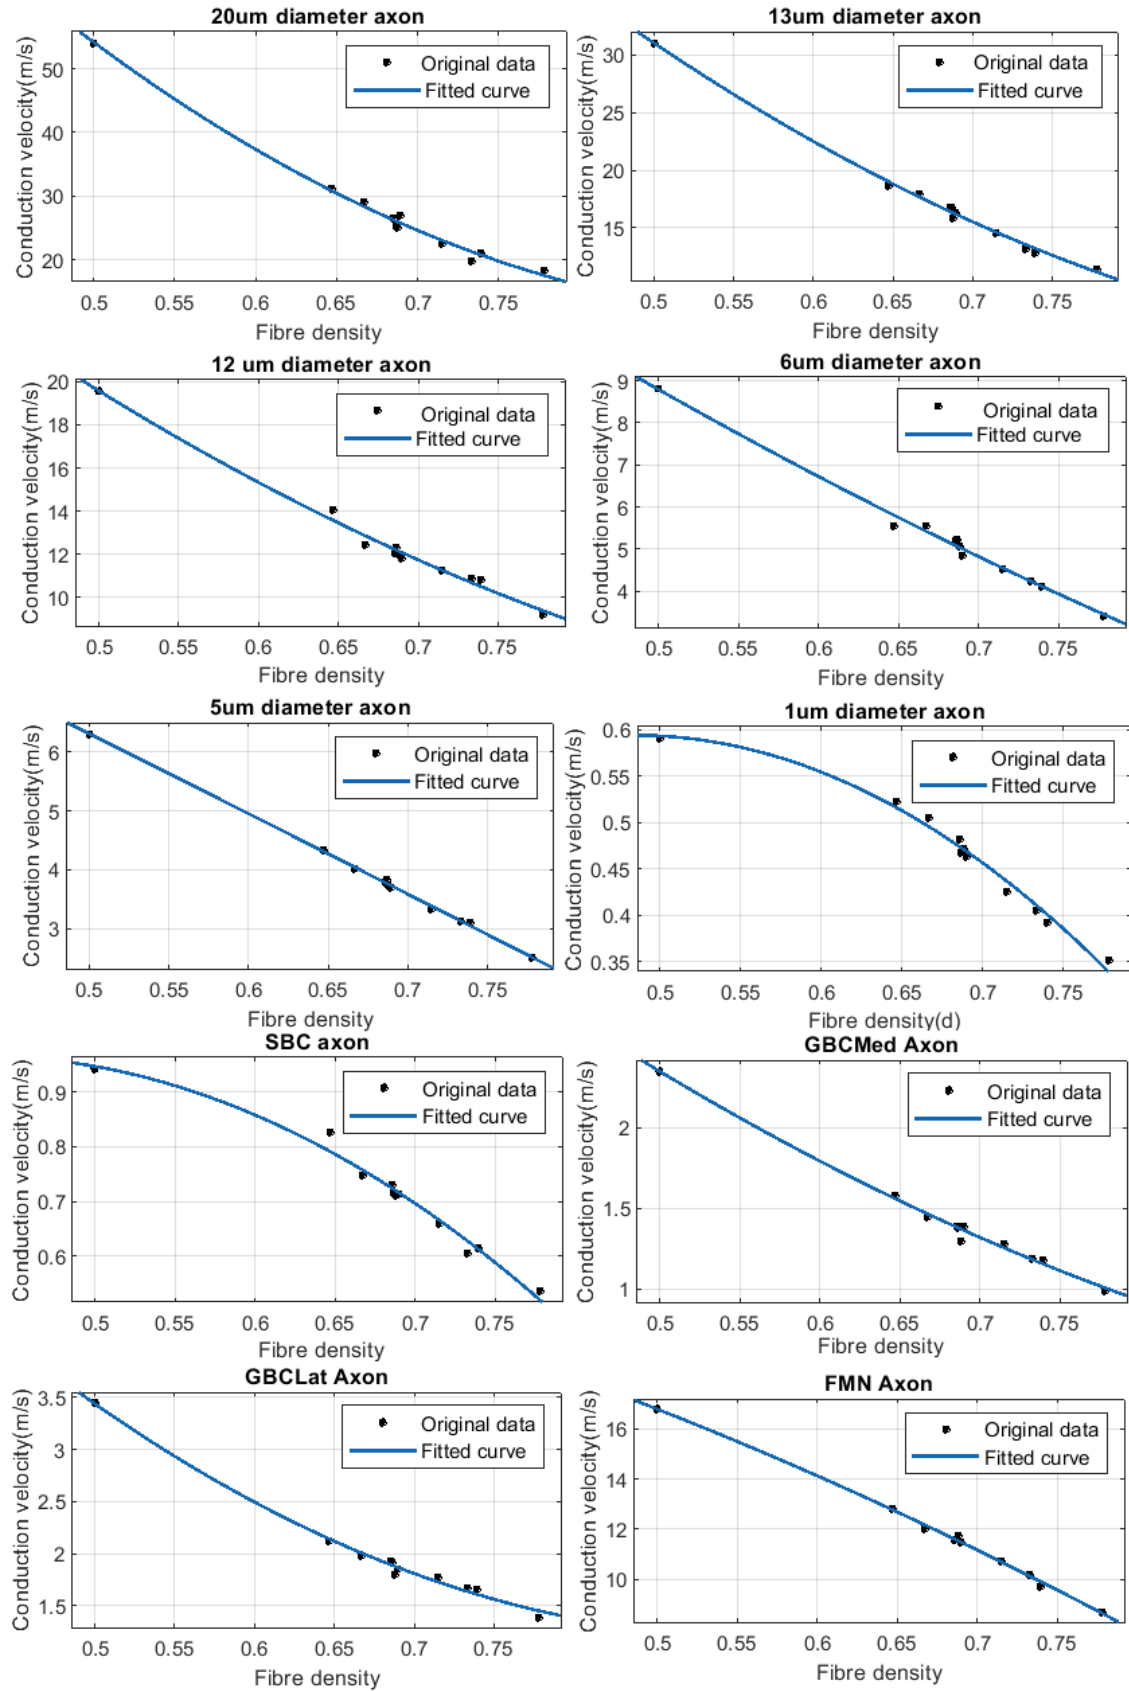 20um diameter axon
Conduction velocity(m/s)
50
40
30
20
Original data
Fitted curve
0.5 0.55 0.6 0.65 0.7 0.75
Fibre density
13um diameter axon
Conduction velocity(m/s)
30
25
20
15
Original data
Fitted curve
0.5 0.55 0.6 0.65 0.7 0.75
Fibre density
12 um diameter axon
Conduction velocity(m/s)
20
18
16
14
12
10
Original data
Fitted curve
0.5 0.55 0.6 0.65 0.7 0.75
Fibre density
6um diameter axon
Conduction velocity(m/s)
9
8
7
6
5
4
Original data
Fitted curve
0.5 0.55 0.6 0.65 0.7 0.75
Fibre density
5um diameter axon
Conduction velocity(m/s)
6
5
4
3
Original data
Fitted curve
0.5 0.55 0.6 0.65 0.7 0.75
Fibre density
1um diameter axon
Conduction velocity(m/s)
0.6
0.55
0.5
0.45
0.4
0.35
Original data
Fitted curve
0.5 0.55 0.6 0.65 0.7 0.75
Fibre density(d)
SBC axon
Conduction velocity(m/s)
0.9
0.8
0.7
0.6
Original data
Fitted curve
0.5 0.55 0.6 0.65 0.7 0.75
Fibre density
GBCMed Axon
Conduction velocity(m/s)
2
1.5
1
Original data
Fitted curve
0.5 0.55 0.6 0.65 0.7 0.75
Fibre density
GBCLat Axon
Conduction velocity(m/s)
3.5
3
2.5
2
1.5
Original data
Fitted curve
0.5 0.55 0.6 0.65 0.7 0.75
Fibre density
FMN Axon
Conduction velocity(m/s)
16
14
12
10
Original data
Fitted curve
0.5 0.55 0.6 0.65 0.7 0.75
Fibre density